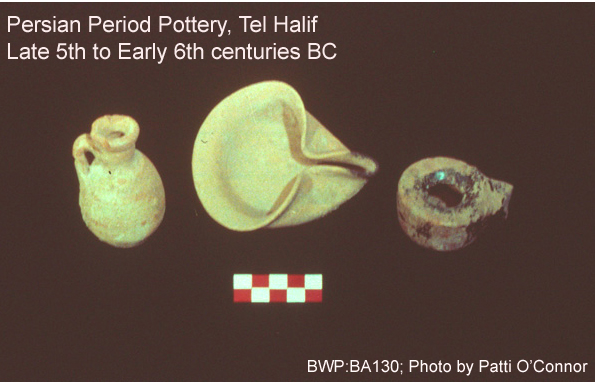 Persian Period Pottery, Tel Halif
Late 5th to Early 6th centuries BC
BWP:BA130; Photo by Patti O'Connor